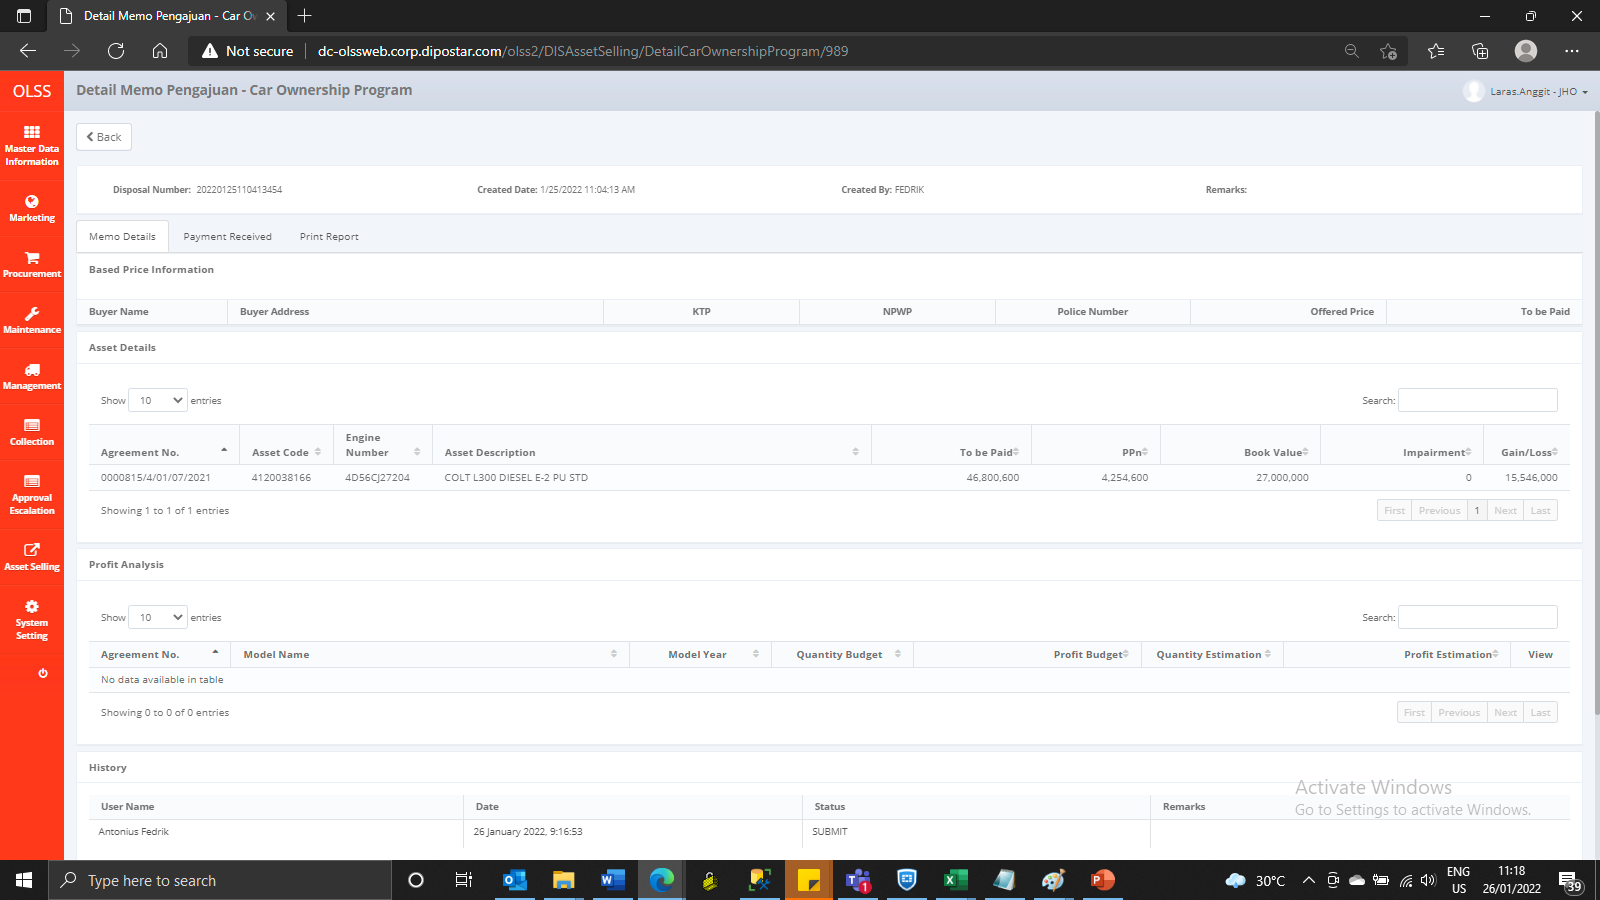 Detail Memo Pengajuan - Car Ow
Not secure dc-olssweb.corp.dipostar.com/olss2/DISAssetSelling/DetailCarOwnershipProgram/989
OLSS
Detail Memo Pengajuan - Car Ownership Program
Laras.Anggit - JHO
Master Data
Information
Marketing
Procurement
Maintenance
Management
Collection
Approval
Escalation
Asset Selling
System
Setting
Back
Disposal Number: 20220125110413454 Created Date: 1/25/2022 11:04:13 AM Created By: FEDRIK Remarks:
Memo Details Payment Received Print Report
Based Price Information
Buyer Name Buyer Address KTP NPWP Police Number Offered Price To be Paid
Asset Details
Show 10 entries Search:
Agreement No. Asset Code Engine Number Asset Description To be Paid PPn Book Value Impairment Gain/Loss
0000815/4/01/07/2021 4120038166 4D56CJ27204 COLT L300 DIESEL E-2 PU STD 46,800,600 4,254,600 27,000,000 0 15,546,000
Showing 1 to 1 of 1 entries First Previous 1 Next Last
Profit Analysis
Show 10 entries Search:
Agreement No. Model Name Model Year Quantity Budget Profit Budget Quantity Estimation Profit Estimation View
No data available in table
Showing 0 to 0 of 0 entries First Previous Next Last
History
User Name Date Status Remarks
Antonius Fedrik 26 January 2022, 9:16:53 SUBMIT
Activate Windows
Go to Settings to activate Windows.
Type here to search
1
30°C
ENG
US
11:18
26/01/2022
39